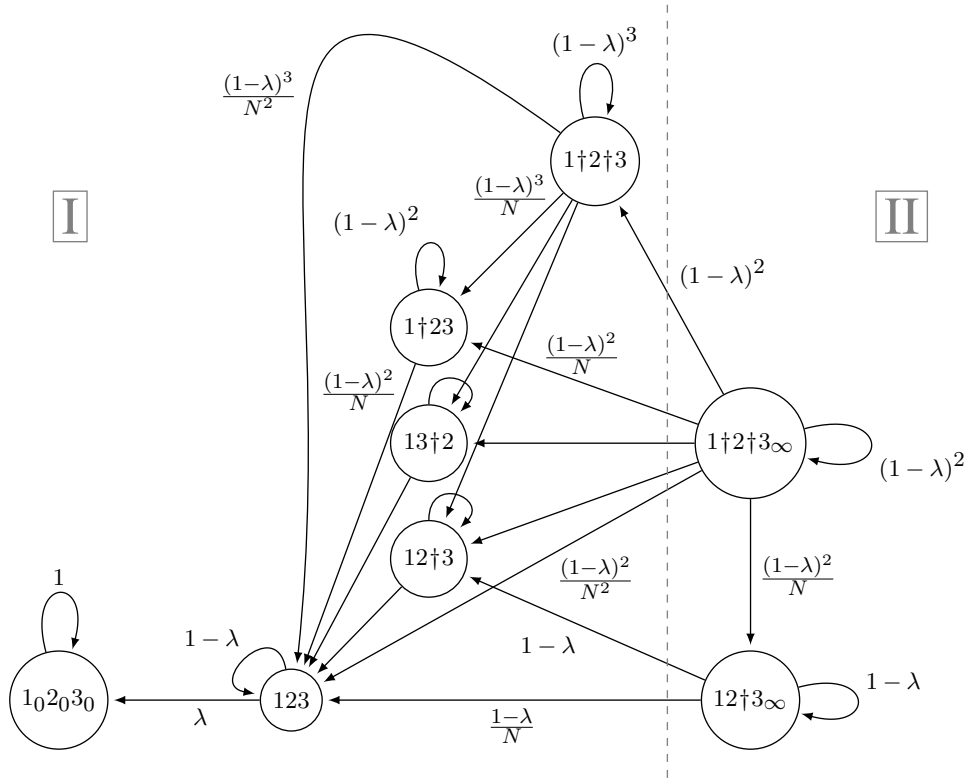 (1−λ)³
(1−λ)³/N²
1†2†3
I
II
(1−λ)³/N
(1−λ)²
(1−λ)²
1†23
(1−λ)²/N
(1−λ)²/N
13†2
1†2†3∞
(1−λ)²
12†3
(1−λ)²/N²
(1−λ)²/N
1
1−λ
1−λ
1−λ
1₀2₀3₀
123
12†3∞
λ
1−λ/N